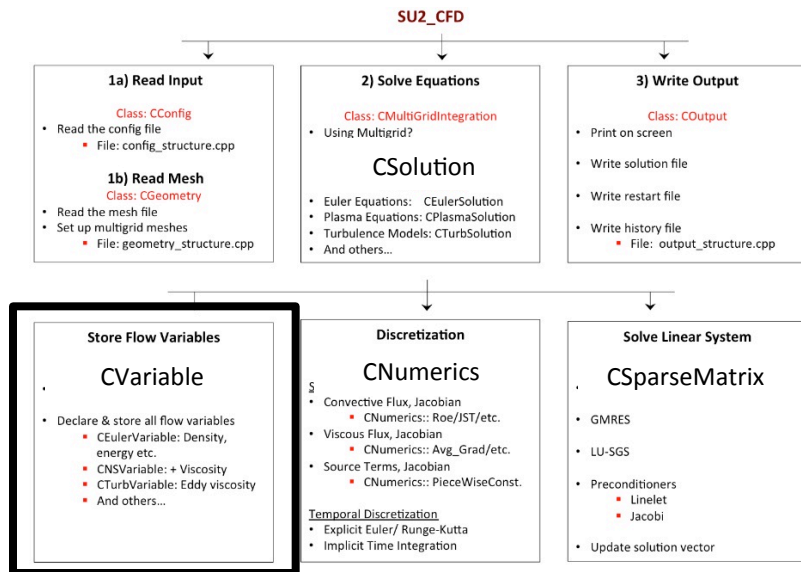 SU2_CFD
1a) Read Input
Class: CConfig
• Read the config file
▪ File: config_structure.cpp
1b) Read Mesh
Class: CGeometry
• Read the mesh file
• Set up multigrid meshes
▪ File: geometry_structure.cpp
2) Solve Equations
Class: CMultiGridIntegration
• Using Multigrid?
CSolution
• Euler Equations: CEulerSolution
• Plasma Equations: CPlasmaSolution
• Turbulence Models: CTurbSolution
• And others…
3) Write Output
Class: COutput
• Print on screen
• Write solution file
• Write restart file
• Write history file
▪ File: output_structure.cpp
Store Flow Variables
CVariable
• Declare & store all flow variables
▪ CEulerVariable: Density,
energy etc.
▪ CNSVariable: + Viscosity
▪ CTurbVariable: Eddy viscosity
▪ And others…
Discretization
CNumerics
S
• Convective Flux, Jacobian
▪ CNumerics:: Roe/JST/etc.
• Viscous Flux, Jacobian
▪ CNumerics:: Avg_Grad/etc.
• Source Terms, Jacobian
▪ CNumerics:: PieceWiseConst.
Temporal Discretization
• Explicit Euler/ Runge-Kutta
• Implicit Time Integration
Solve Linear System
CSparseMatrix
• GMRES
• LU-SGS
• Preconditioners
▪ Linelet
▪ Jacobi
• Update solution vector